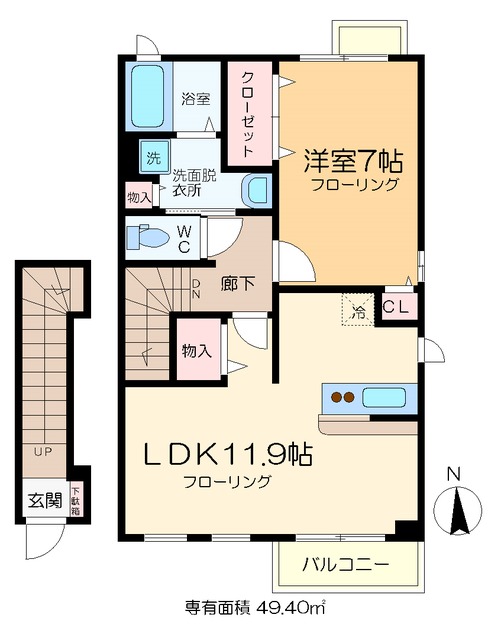 浴室
クローゼット
洗
洗面脱
衣所
物入
洋室7帖
フローリング
WC
DN
廊下
冷
CL
物入
UP
LDK11.9帖
フローリング
玄関
下駄箱
N
バルコニー
専有面積 49.40㎡